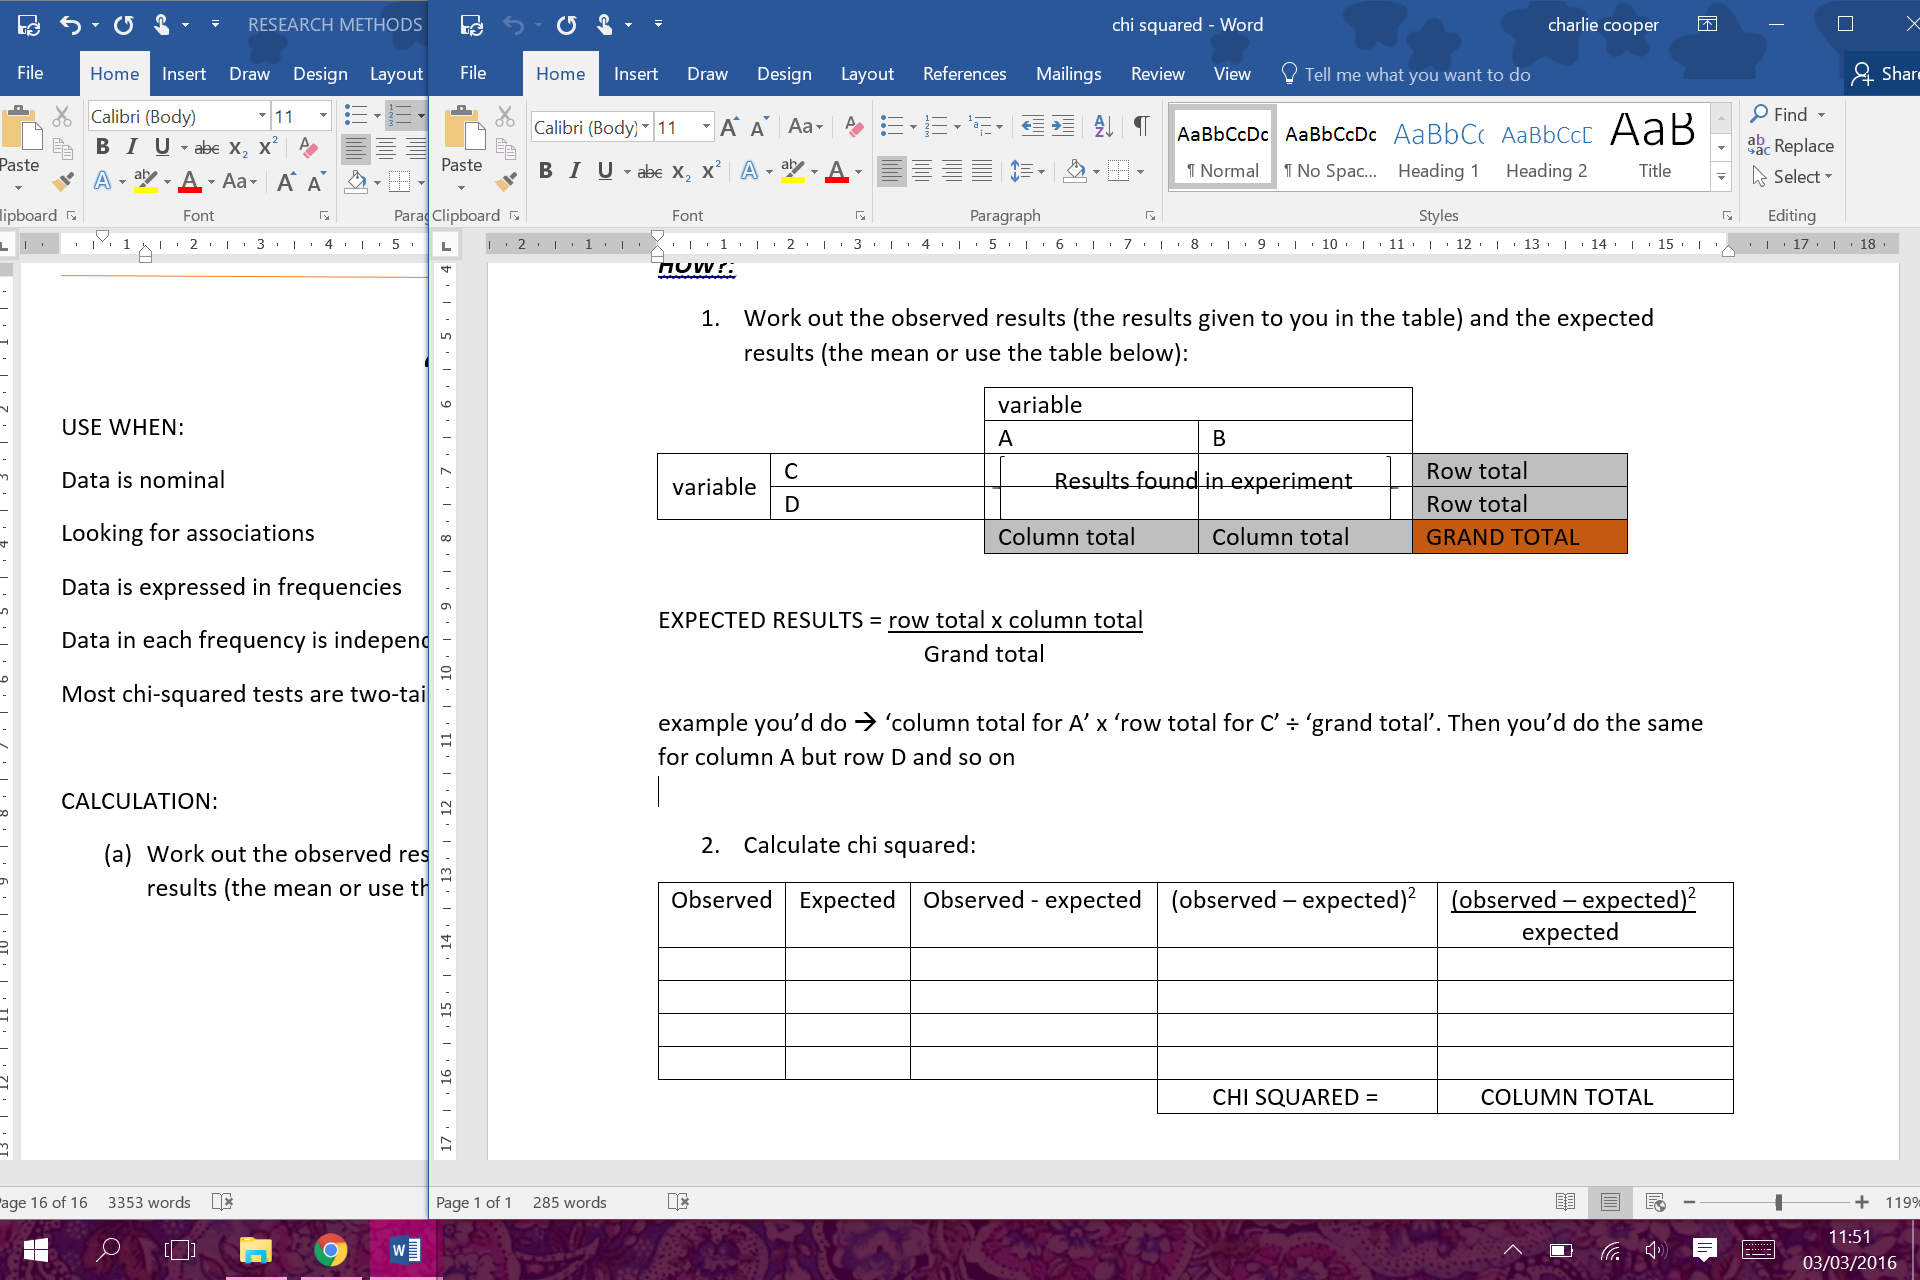 RESEARCH METHODS
File Home Insert Draw Design Layout
Calibri (Body) 11
Paste
Font
USE WHEN:
Data is nominal
Looking for associations
Data is expressed in frequencies
Data in each frequency is independ
Most chi-squared tests are two-tai
CALCULATION:
(a) Work out the observed res
results (the mean or use th
Page 16 of 16 3353 words
chi squared - Word
charlie cooper
File Home Insert Draw Design Layout References Mailings Review View Tell me what you want to do Share
Calibri (Body) 11
Paste
AaBbCcDc AaBbCcDc AaBbCc AaBbCcD AaB
¶ Normal ¶ No Spac... Heading 1 Heading 2 Title
Find
Replace
Select
Clipboard Font Paragraph Styles Editing
HOW?:
1. Work out the observed results (the results given to you in the table) and the expected
results (the mean or use the table below):
variable
A B
variable C Results found in experiment Row total
D Row total
Column total Column total GRAND TOTAL
EXPECTED RESULTS = row total x column total
Grand total
example you’d do → ‘column total for A’ x ‘row total for C’ ÷ ‘grand total’. Then you’d do the same
for column A but row D and so on
2. Calculate chi squared:
Observed Expected Observed - expected (observed – expected)² (observed – expected)²
expected
CHI SQUARED = COLUMN TOTAL
Page 1 of 1 285 words
119%
11:51
03/03/2016